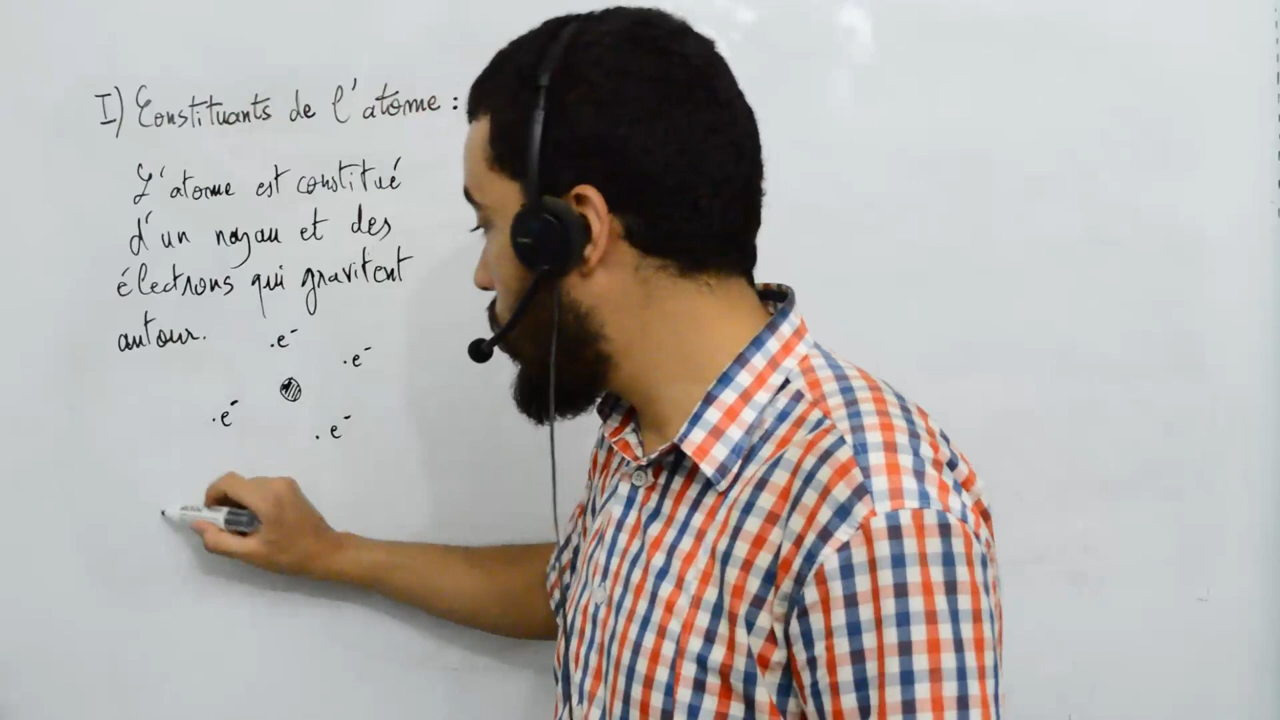 I) Constituants de l'atome :
L'atome est constitué
d'un noyau et des
électrons qui gravitent
autour.
.e⁻
.e⁻
.e⁻
.e⁻